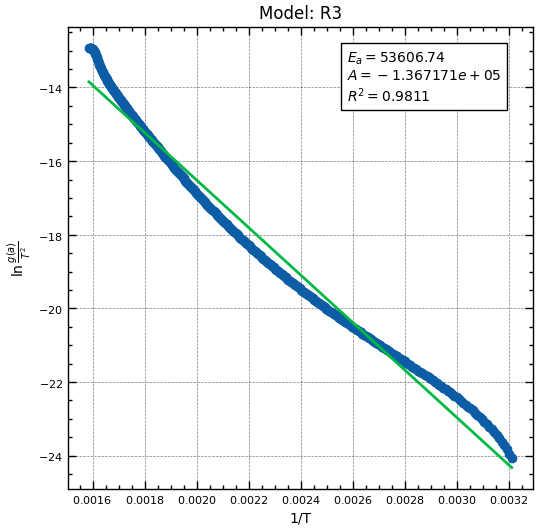 Model: R3
E_a = 53606.74
A = −1.367171e + 05
R² = 0.9811
ln g(a)/T²
−14
−16
−18
−20
−22
−24
0.0016 0.0018 0.0020 0.0022 0.0024 0.0026 0.0028 0.0030 0.0032
1/T